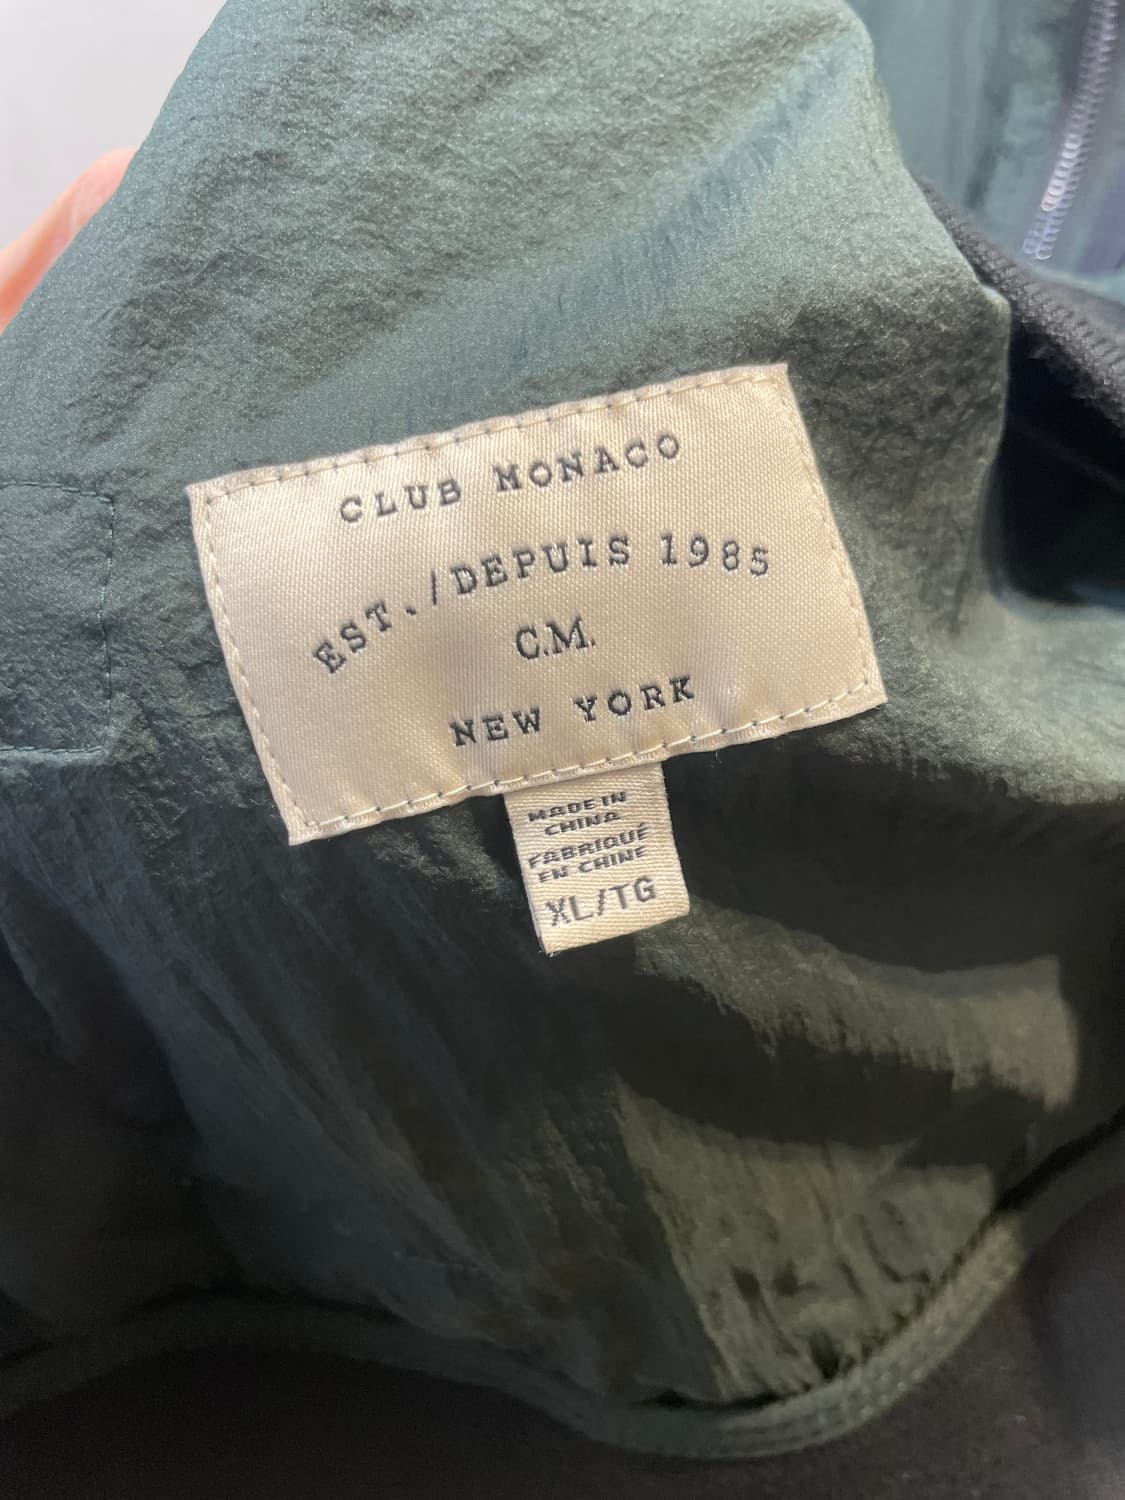 CLUB MONACO
EST./DEPUIS 1985
C.M.
NEW YORK
MADE IN
CHINA
FABRIQUÉ
EN CHINE
XL/TG